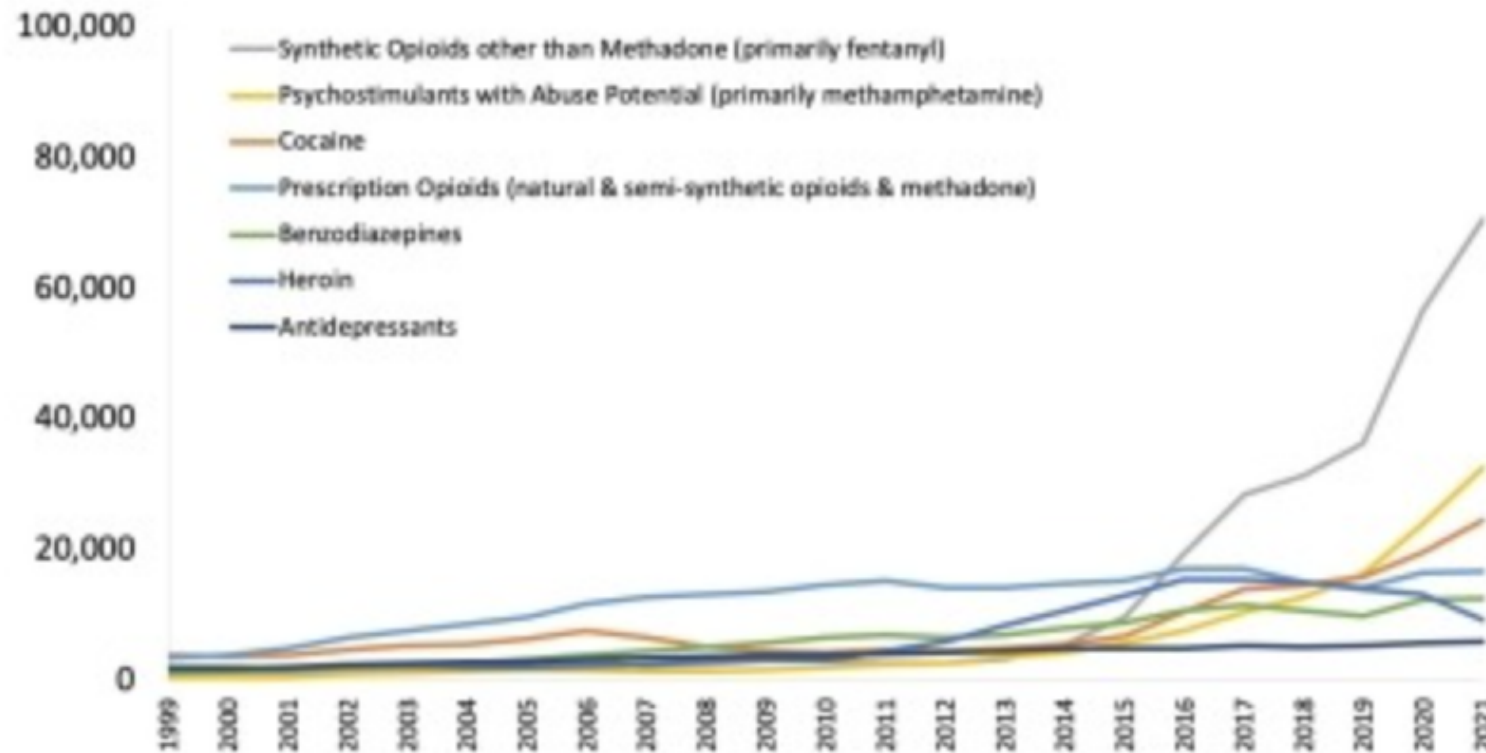 100,000
Synthetic Opioids other than Methadone (primarily fentanyl)
Psychostimulants with Abuse Potential (primarily methamphetamine)
Cocaine
80,000
Prescription Opioids (natural & semi-synthetic opioids & methadone)
Benzodiazepines
60,000
Heroin
Antidepressants
40,000
20,000
0
1999 2000 2001 2002 2003 2004 2005 2006 2007 2008 2009 2010 2011 2012 2013 2014 2015 2016 2017 2018 2019 2020 2021